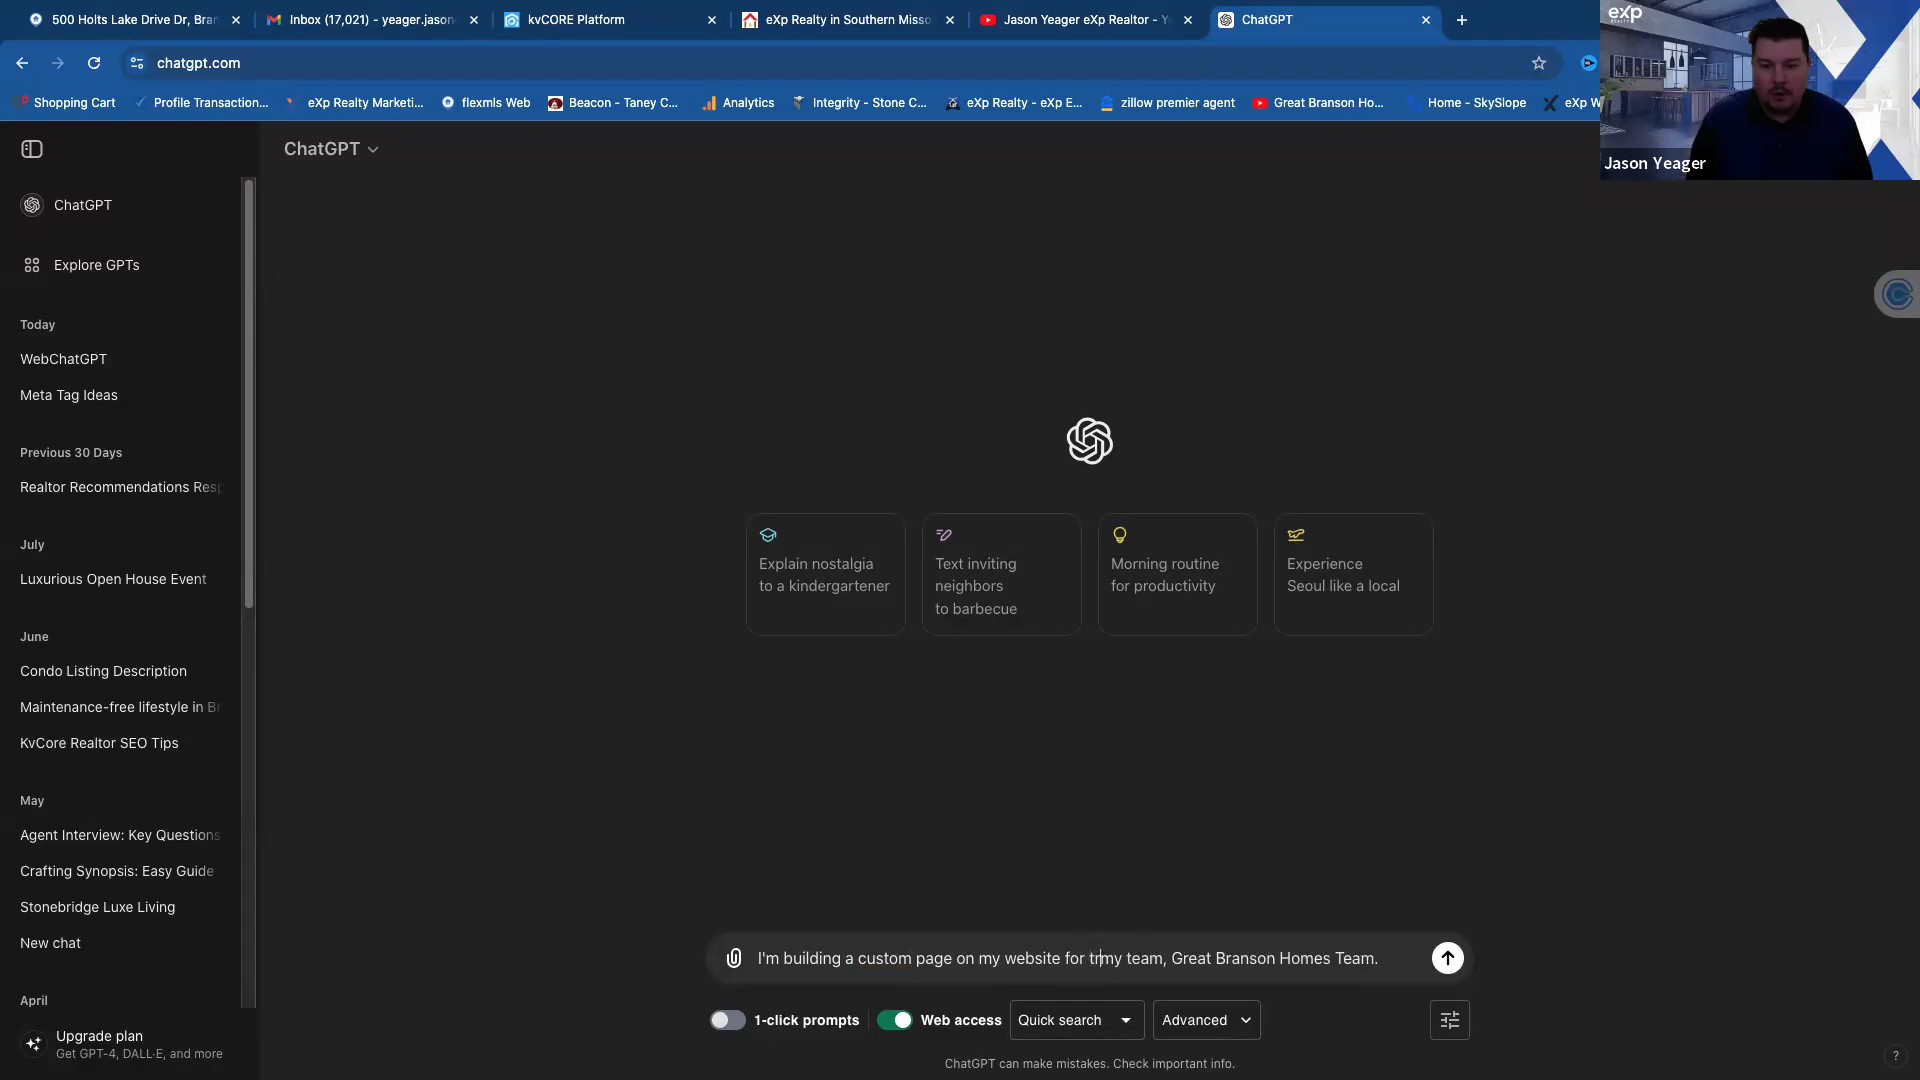 500 Holts Lake Drive Dr, Bran
Inbox (17,021) - yeager.jason
kvCORE Platform
eXp Realty in Southern Misso
Jason Yeager eXp Realtor - Y
ChatGPT
chatgpt.com
Shopping Cart
Profile Transaction...
eXp Realty Marketi...
flexmls Web
Beacon - Taney C...
Analytics
Integrity - Stone C...
eXp Realty - eXp E...
zillow premier agent
Great Branson Ho...
Home - SkySlope
eXp W
eXp
REALTY
Jason Yeager
ChatGPT
ChatGPT
Explore GPTs
Today
WebChatGPT
Meta Tag Ideas
Previous 30 Days
Realtor Recommendations Resp
July
Luxurious Open House Event
June
Condo Listing Description
Maintenance-free lifestyle in Br
KvCore Realtor SEO Tips
May
Agent Interview: Key Questions
Crafting Synopsis: Easy Guide
Stonebridge Luxe Living
New chat
April
Upgrade plan
Get GPT-4, DALL·E, and more
Explain nostalgia
to a kindergartener
Text inviting
neighbors
to barbecue
Morning routine
for productivity
Experience
Seoul like a local
I'm building a custom page on my website for trmy team, Great Branson Homes Team.
1-click prompts
Web access
Quick search
Advanced
ChatGPT can make mistakes. Check important info.
?